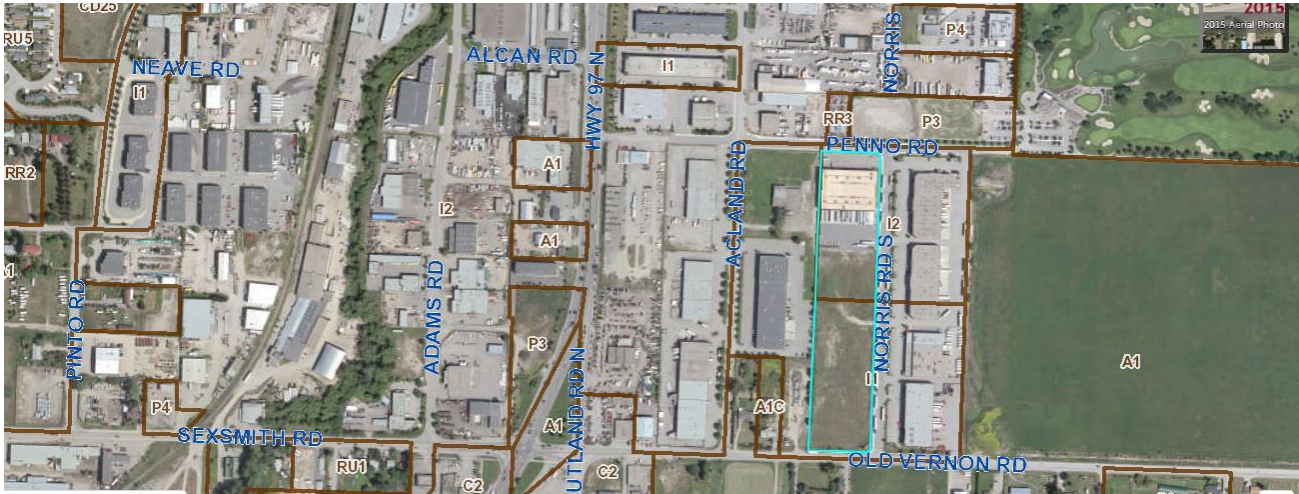 CD25
2015
2015 Aerial Photo
RU5
NORRIS
P4
ALCAN RD
NEAVE RD
I1
I1
HWY 97 N
RR3
P3
PENNO RD
A1
RR2
ACLAND RD
I2
I2
A1
NORRIS RD S
ADAMS RD
PINTO RD
P3
A1
I1
P4
A1C
A1
UTLAND RD N
SEXSMITH RD
RU1
OLD VERNON RD
C2
C2